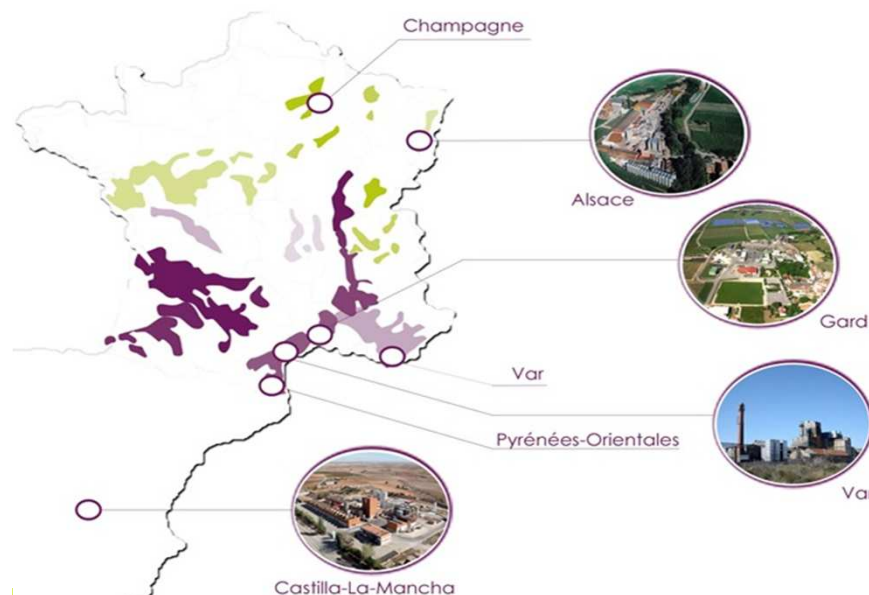 Champagne
Alsace
Gard
Var
Pyrénées-Orientales
Var
Castilla-La-Mancha